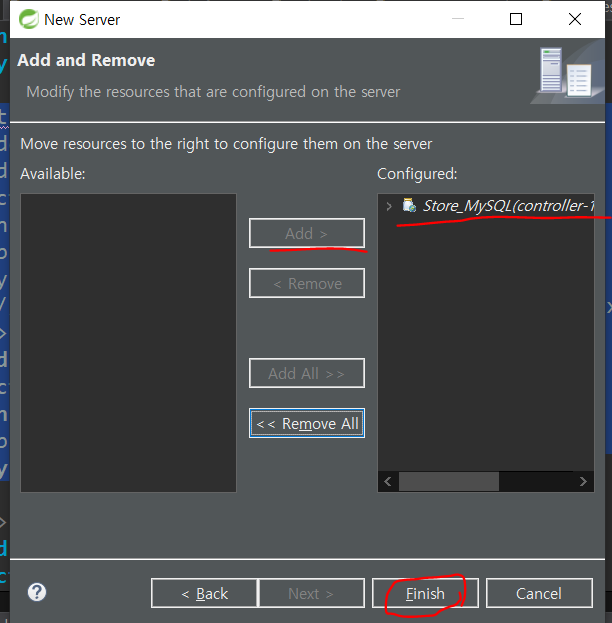 New Server
Add and Remove
Modify the resources that are configured on the server
Move resources to the right to configure them on the server
Available:
Configured:
Store_MySQL(controller-1
Add >
< Remove
Add All >>
<< Remove All
< Back
Next >
Finish
Cancel